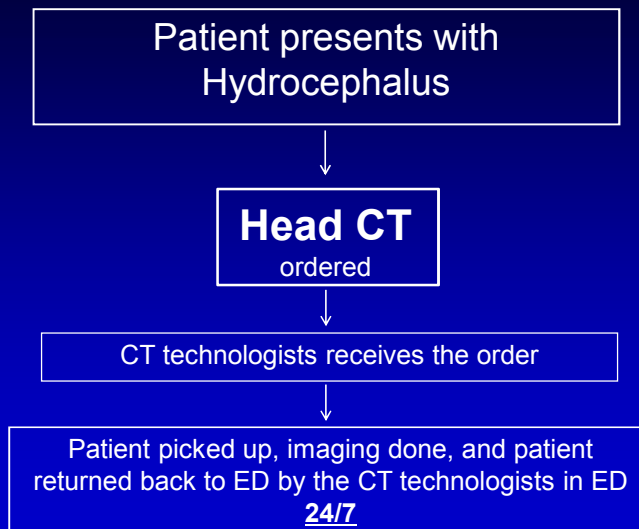 Patient presents with
Hydrocephalus
Head CT
ordered
CT technologists receives the order
Patient picked up, imaging done, and patient
returned back to ED by the CT technologists in ED
24/7